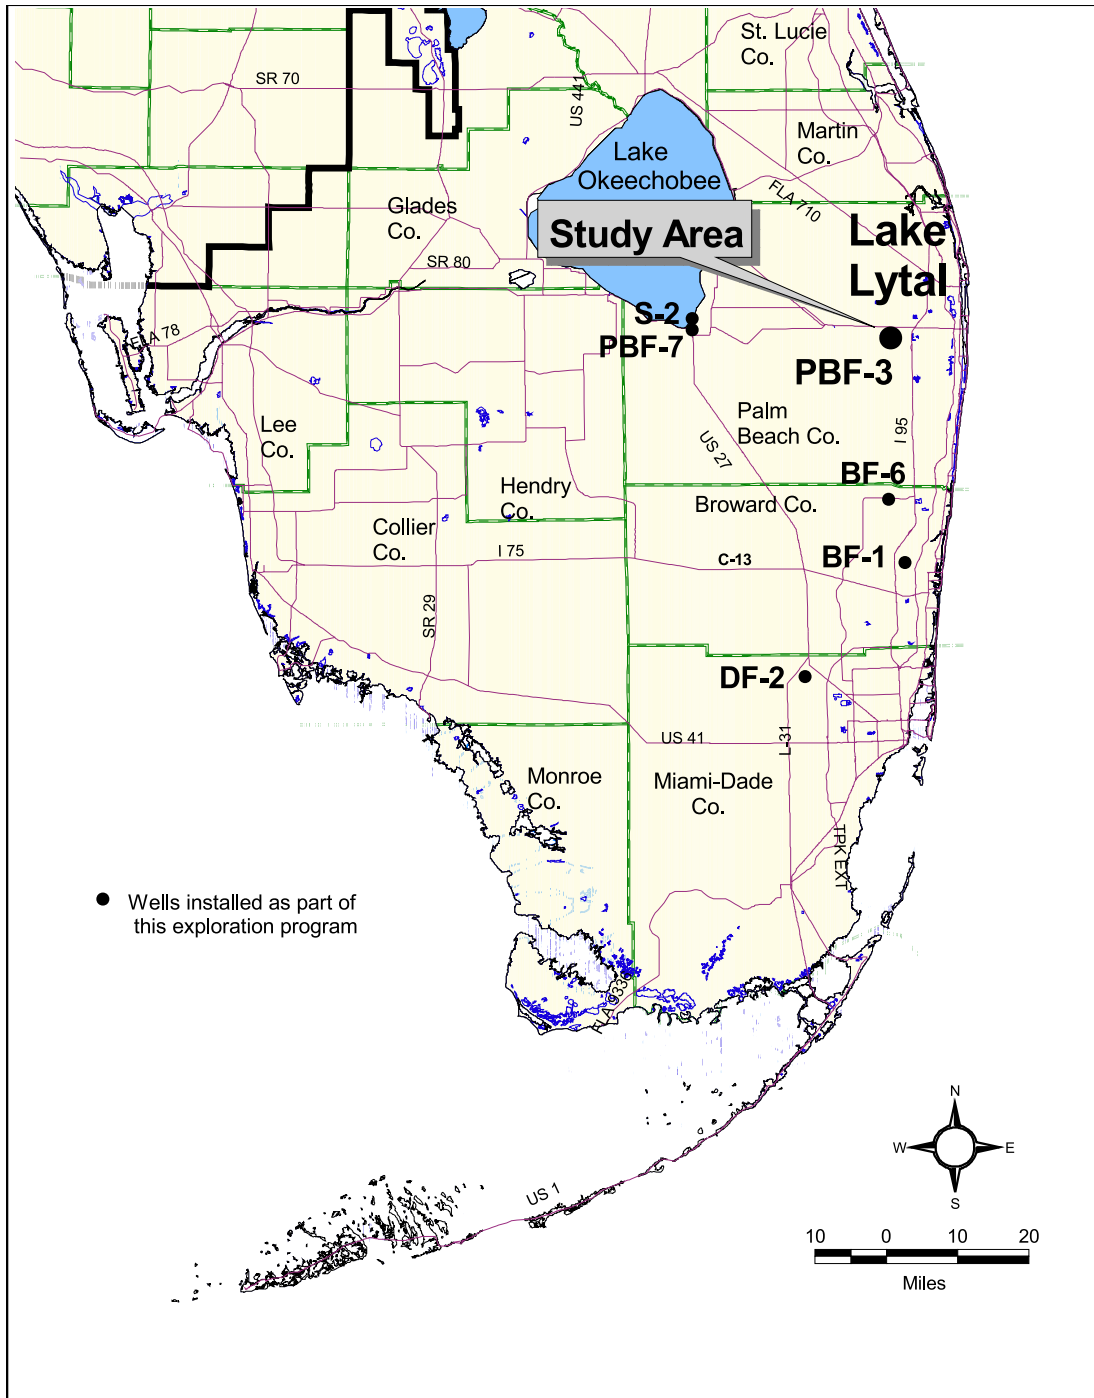 St. Lucie
Co.
SR 70
US 441
Martin
Co.
Lake
Okeechobee
FLA 710
Glades
Co.
Study Area
Lake
Lytal
SR 80
S-2
PBF-7
FLA 78
PBF-3
Palm
Beach Co.
I 95
Lee
Co.
US 27
BF-6
Hendry
Co.
Broward Co.
Collier
Co.
I 75
C-13
BF-1
SR 29
DF-2
US 41
L-31
Monroe
Co.
Miami-Dade
Co.
TPK EXT
Wells installed as part of
this exploration program
FLA 9336
N
W
E
S
US 1
10 0 10 20
Miles